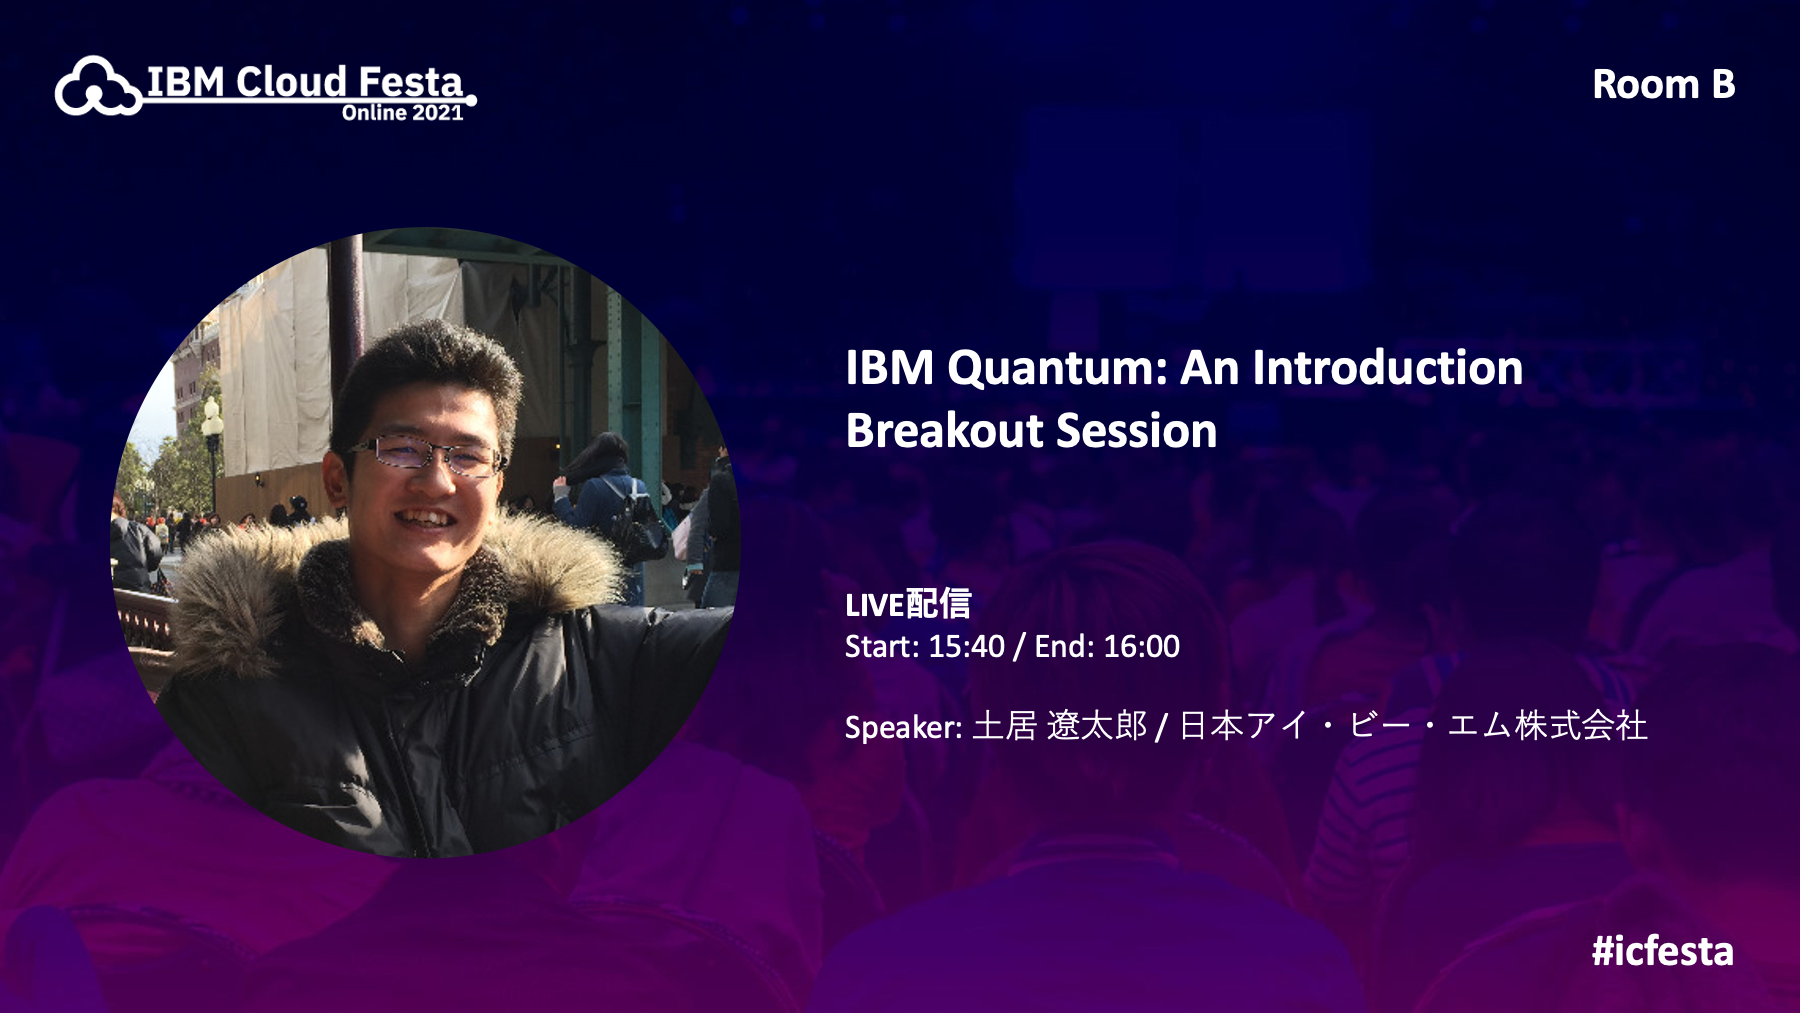 IBM Cloud Festa
Online 2021
Room B
IBM Quantum: An Introduction
Breakout Session
LIVE配信
Start: 15:40 / End: 16:00
Speaker: 土居 遼太郎 / 日本アイ・ビー・エム株式会社
#icfesta